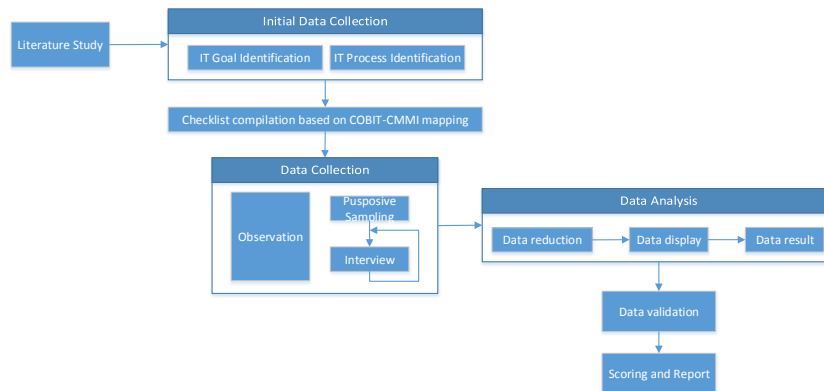 Initial Data Collection
Literature Study
IT Goal Identification
IT Process Identification
Checklist compilation based on COBIT-CMMI mapping
Data Collection
Pusposive
Sampling
Observation
Interview
Data Analysis
Data reduction
Data display
Data result
Data validation
Scoring and Report